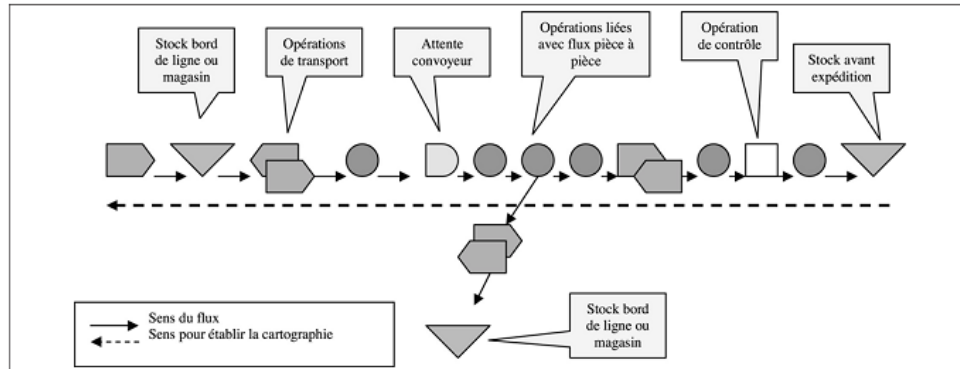 Stock bord
de ligne ou
magasin
Opérations
de transport
Attente
convoyeur
Opérations liées
avec flux pièce à
pièce
Opération
de contrôle
Stock avant
expédition
Sens du flux
Sens pour établir la cartographie
Stock bord
de ligne ou
magasin